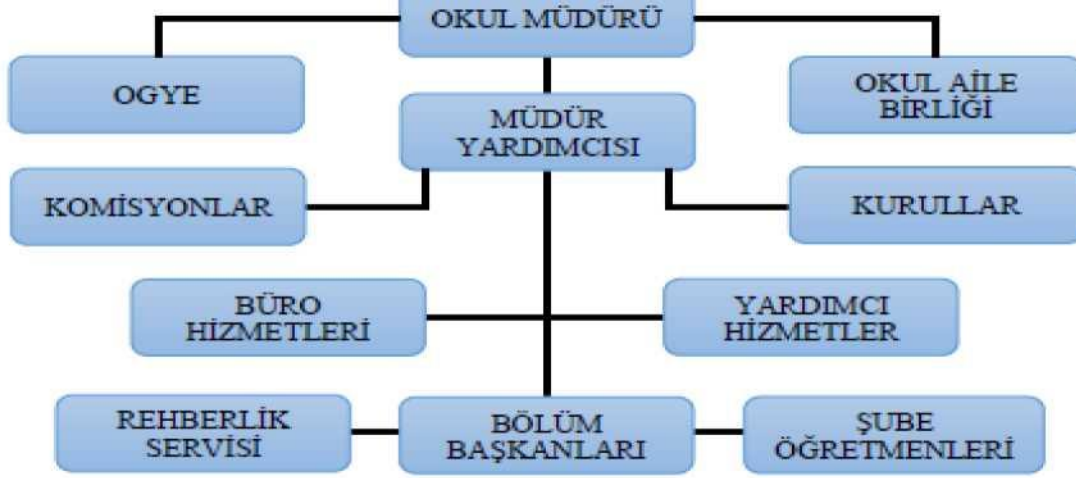 OKUL MÜDÜRÜ
OGYE
OKUL AİLE
BİRLİĞİ
MÜDÜR
YARDIMCISI
KOMİSYONLAR
KURULLAR
BÜRO
HİZMETLERİ
YARDIMCI
HİZMETLER
REHBERLİK
SERVİSİ
BÖLÜM
BAŞKANLARI
ŞUBE
ÖĞRETMENLERİ